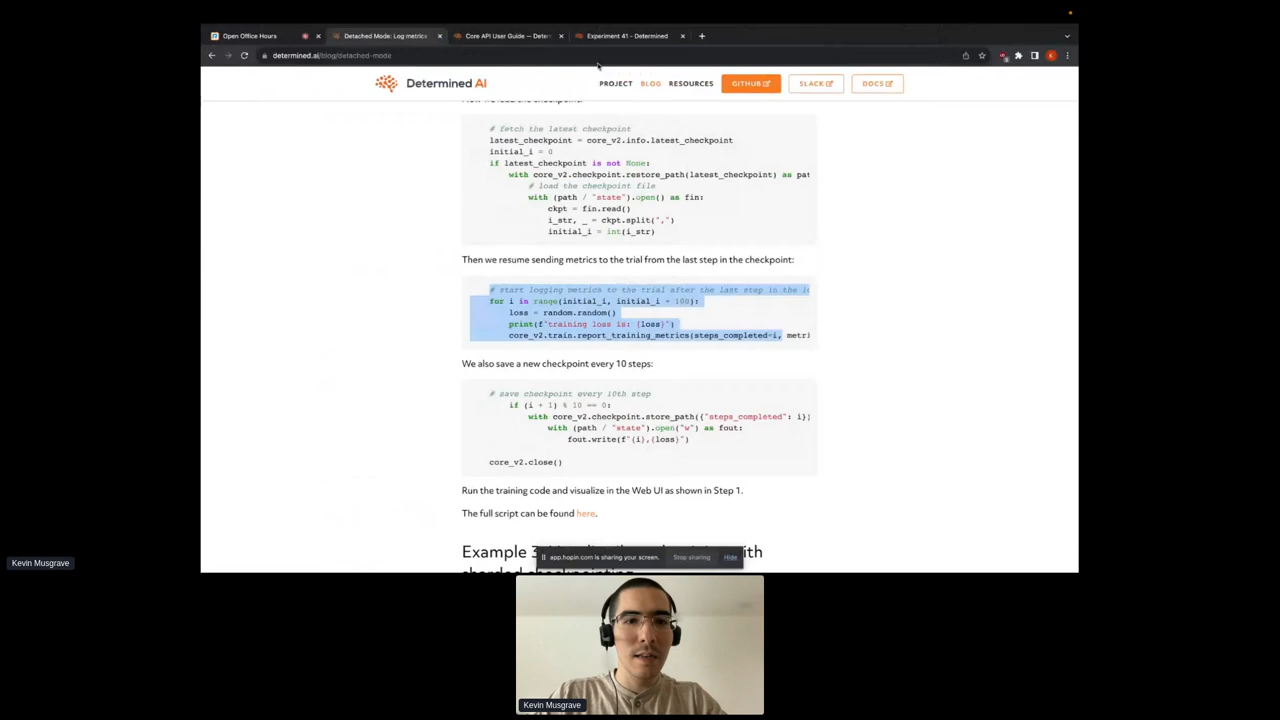 Open Office Hours
Detached Mode: Log metrics
Core API User Guide — Deter
Experiment 41 - Determined
determined.ai/blog/detached-mode
Determined AI
PROJECT
BLOG
RESOURCES
GITHUB
SLACK
DOCS
# fetch the latest checkpoint
latest_checkpoint = core_v2.info.latest_checkpoint
initial_i = 0
if latest_checkpoint is not None:
with core_v2.checkpoint.restore_path(latest_checkpoint) as pat
# load the checkpoint file
with (path / "state").open() as fin:
ckpt = fin.read()
i_str, _ = ckpt.split(",")
initial_i = int(i_str)
Then we resume sending metrics to the trial from the last step in the checkpoint:
# start logging metrics to the trial after the last step in the lo
for i in range(initial_i, initial_i + 100):
loss = random.random()
print(f"training loss is: {loss}")
core_v2.train.report_training_metrics(steps_completed=i, metri
We also save a new checkpoint every 10 steps:
# save checkpoint every 10th step
if (i + 1) % 10 == 0:
with core_v2.checkpoint.store_path({"steps_completed": i})
with (path / "state").open("w") as fout:
fout.write(f"{i},{loss}")
core_v2.close()
Run the training code and visualize in the Web UI as shown in Step 1.
The full script can be found here.
Example 3
ith
app.hopin.com is sharing your screen.
Stop sharing
Hide
Kevin Musgrave
Kevin Musgrave